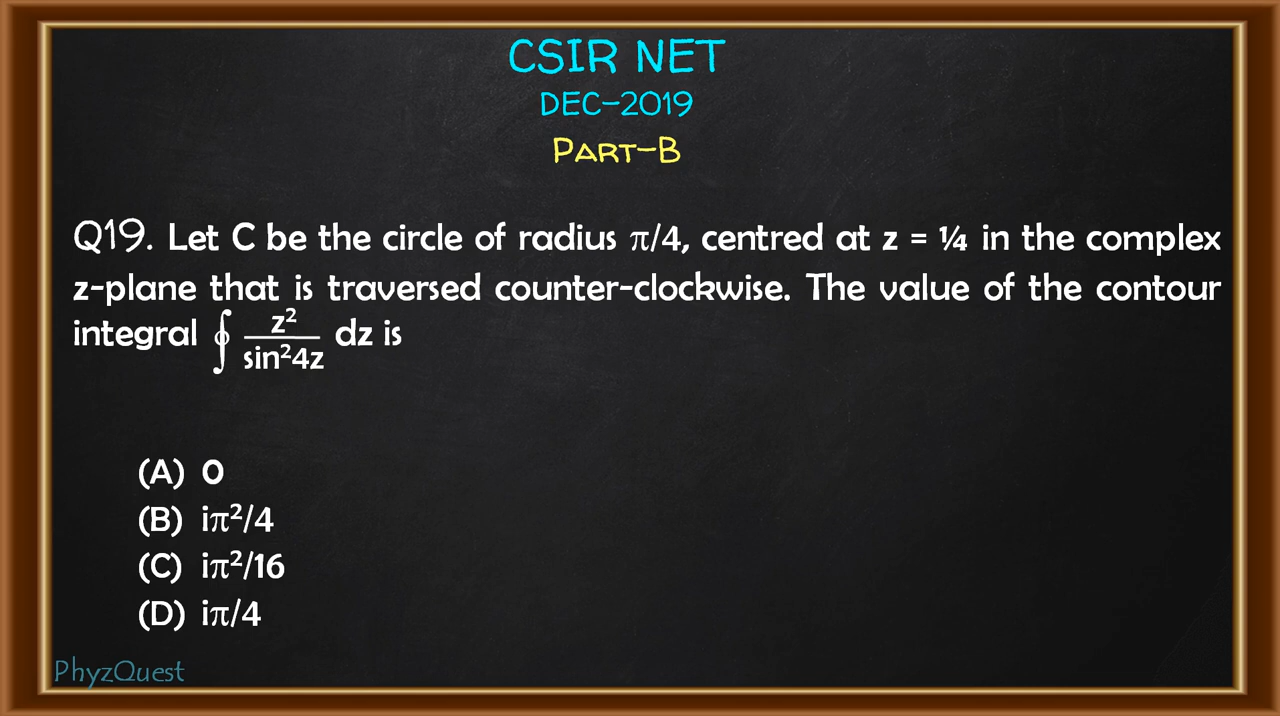 CSIR NET
DEC-2019
PART-B
Q19. Let C be the circle of radius π/4, centred at z = ¼ in the complex
z-plane that is traversed counter-clockwise. The value of the contour
integral ∮ z²/sin²4z dz is
(A) 0
(B) iπ²/4
(C) iπ²/16
(D) iπ/4
PhyzQuest